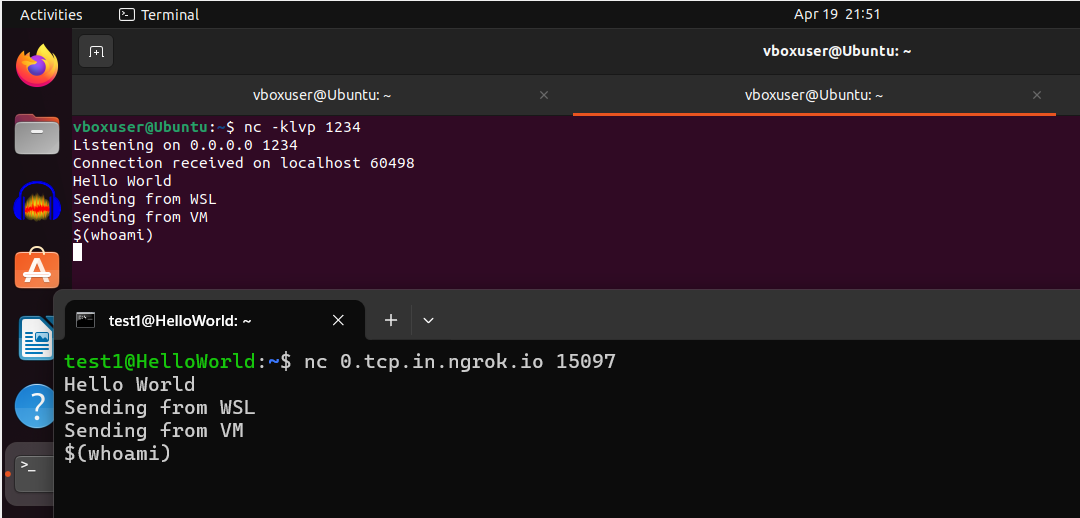 Activities Terminal Apr 19 21:51
vboxuser@Ubuntu: ~
vboxuser@Ubuntu: ~ × vboxuser@Ubuntu: ~ ×
vboxuser@Ubuntu:~$ nc -klvp 1234
Listening on 0.0.0.0 1234
Connection received on localhost 60498
Hello World
Sending from WSL
Sending from VM
$(whoami)
test1@HelloWorld: ~
test1@HelloWorld:~$ nc 0.tcp.in.ngrok.io 15097
Hello World
Sending from WSL
Sending from VM
$(whoami)